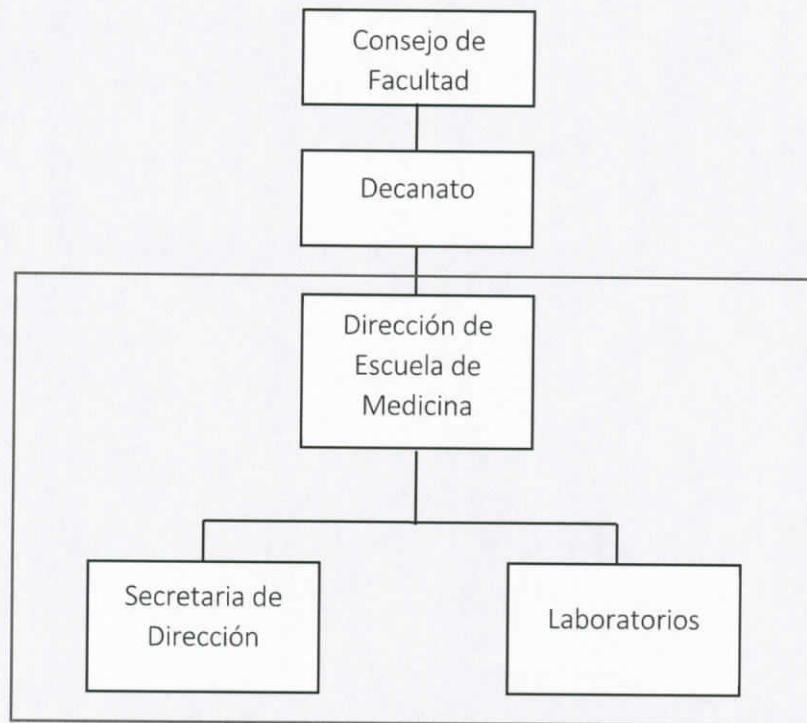 Consejo de
Facultad
Decanato
Dirección de
Escuela de
Medicina
Secretaria de
Dirección
Laboratorios